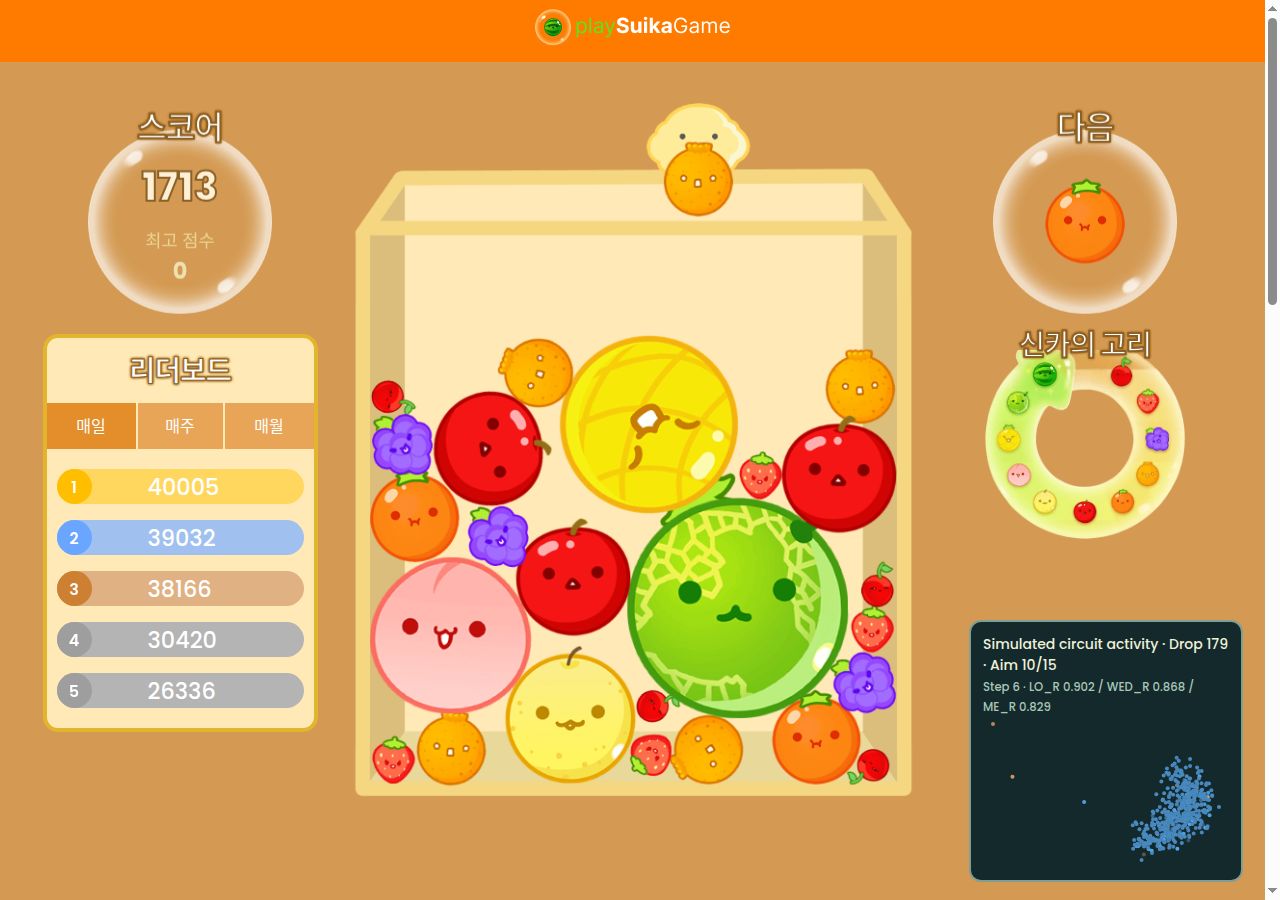 playSuikaGame
스코어
1713
최고 점수
0
다음
신카의 고리
리더보드
매일 매주 매월
1 40005
2 39032
3 38166
4 30420
5 26336
Simulated circuit activity · Drop 179
· Aim 10/15
Step 6 · LO_R 0.902 / WED_R 0.868 /
ME_R 0.829